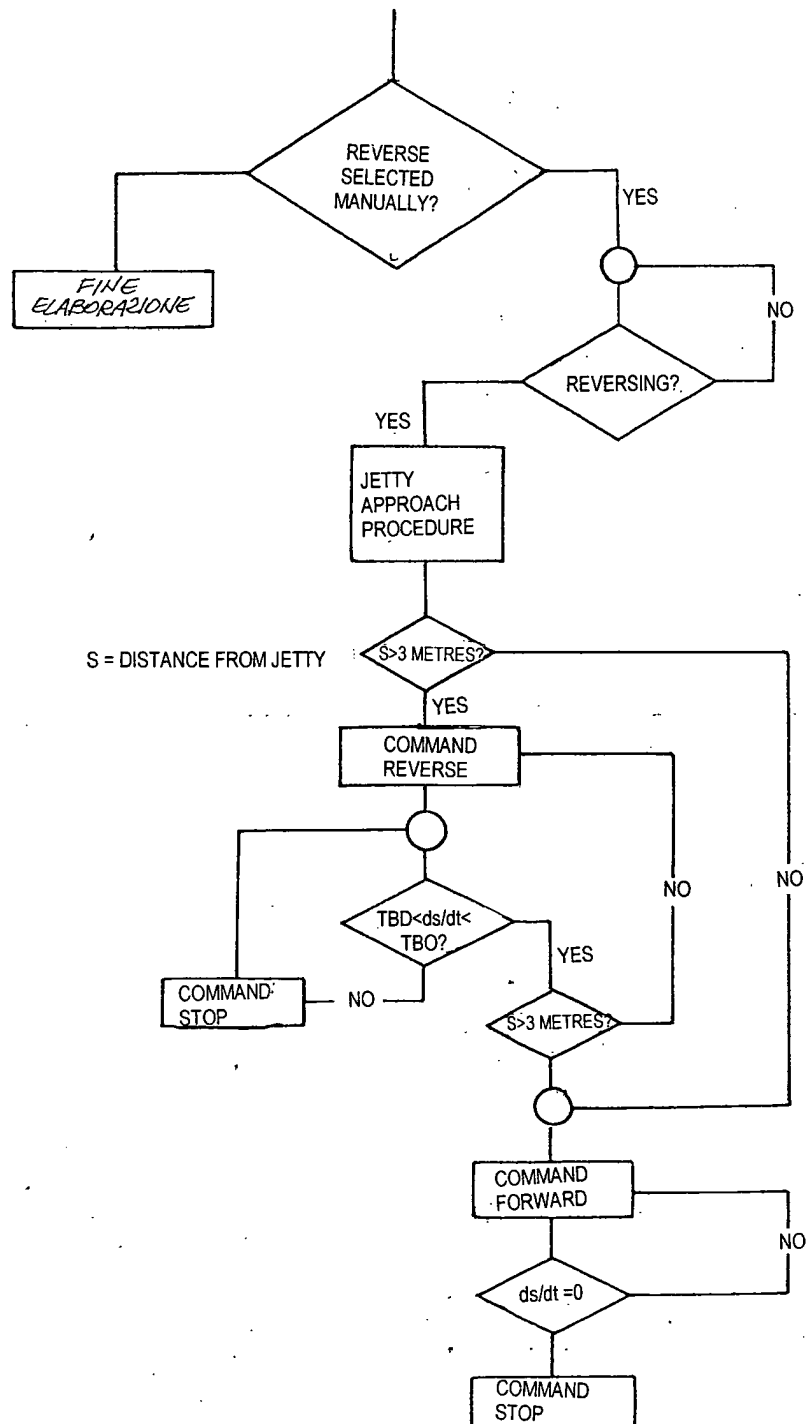 REVERSE
SELECTED
MANUALLY?
YES
FINE
ELABORAZIONE
NO
REVERSING?
YES
JETTY
APPROACH
PROCEDURE
S = DISTANCE FROM JETTY
S>3 METRES?
YES
COMMAND
REVERSE
NO
NO
TBD<ds/dt<
TBO?
YES
COMMAND
STOP
NO
S>3 METRES?
COMMAND
FORWARD
NO
ds/dt =0
COMMAND
STOP